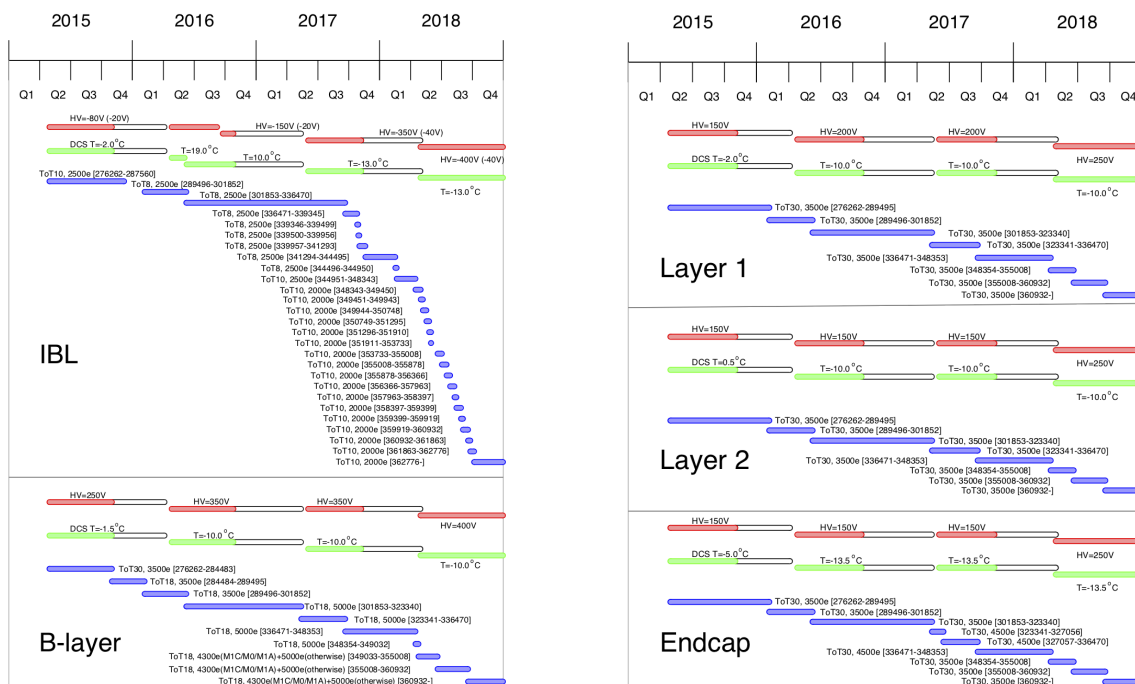 2015 2016 2017 2018
Q1 Q2 Q3 Q4 Q1 Q2 Q3 Q4 Q1 Q2 Q3 Q4 Q1 Q2 Q3 Q4
HV=-80V (-20V)
HV=-150V (-20V)
HV=-350V (-40V)
HV=-400V (-40V)
DCS T=-2.0°C
T=19.0°C
T=10.0°C
T=-13.0°C
T=-13.0°C
ToT10, 2500e [276262-287560]
ToT8, 2500e [289496-301852]
ToT8, 2500e [301853-336470]
ToT8, 2500e [336471-339345]
ToT8, 2500e [339346-339499]
ToT8, 2500e [339500-339956]
ToT8, 2500e [339957-341293]
ToT8, 2500e [341294-344495]
ToT8, 2500e [344496-344950]
ToT10, 2500e [344951-348343]
ToT10, 2000e [348343-349450]
ToT10, 2000e [349451-349943]
ToT10, 2000e [349944-350748]
ToT10, 2000e [350749-351295]
ToT10, 2000e [351296-351910]
ToT10, 2000e [351911-353733]
ToT10, 2000e [353733-355008]
IBL
ToT10, 2000e [355008-355878]
ToT10, 2000e [355878-356366]
ToT10, 2000e [356366-357963]
ToT10, 2000e [357963-358397]
ToT10, 2000e [358397-359399]
ToT10, 2000e [359399-359919]
ToT10, 2000e [359919-360932]
ToT10, 2000e [360932-361863]
ToT10, 2000e [361863-362776]
ToT10, 2000e [362776-]
HV=250V
HV=350V
HV=350V
HV=400V
DCS T=-1.5°C
T=-10.0°C
T=-10.0°C
T=-10.0°C
ToT30, 3500e [276262-284483]
ToT18, 3500e [284484-289495]
ToT18, 3500e [289496-301852]
ToT18, 5000e [301853-323340]
ToT18, 5000e [323341-336470]
ToT18, 5000e [336471-348353]
B-layer
ToT18, 5000e [348354-349032]
ToT18, 4300e(M1C/M0/M1A)+5000e(otherwise) [349033-355008]
ToT18, 4300e(M1C/M0/M1A)+5000e(otherwise) [355008-360932]
ToT18, 4300e(M1C/M0/M1A)+5000e(otherwise) [360932-]
2015 2016 2017 2018
Q1 Q2 Q3 Q4 Q1 Q2 Q3 Q4 Q1 Q2 Q3 Q4 Q1 Q2 Q3 Q4
HV=150V
HV=200V
HV=200V
HV=250V
DCS T=-2.0°C
T=-10.0°C
T=-10.0°C
T=-10.0°C
ToT30, 3500e [276262-289495]
ToT30, 3500e [289496-301852]
ToT30, 3500e [301853-323340]
ToT30, 3500e [323341-336470]
ToT30, 3500e [336471-348353]
Layer 1
ToT30, 3500e [348354-355008]
ToT30, 3500e [355008-360932]
ToT30, 3500e [360932-]
HV=150V
HV=150V
HV=150V
HV=250V
DCS T=0.5°C
T=-10.0°C
T=-10.0°C
T=-10.0°C
ToT30, 3500e [276262-289495]
ToT30, 3500e [289496-301852]
ToT30, 3500e [301853-323340]
ToT30, 3500e [323341-336470]
ToT30, 3500e [336471-348353]
Layer 2
ToT30, 3500e [348354-355008]
ToT30, 3500e [355008-360932]
ToT30, 3500e [360932-]
HV=150V
HV=150V
HV=150V
HV=250V
DCS T=-5.0°C
T=-13.5°C
T=-13.5°C
T=-13.5°C
ToT30, 3500e [276262-289495]
ToT30, 3500e [289496-301852]
ToT30, 3500e [301853-323340]
ToT30, 4500e [323341-327056]
ToT30, 4500e [327057-336470]
Endcap
ToT30, 4500e [336471-348353]
ToT30, 3500e [348354-355008]
ToT30, 3500e [355008-360932]
ToT30, 3500e [360932-]